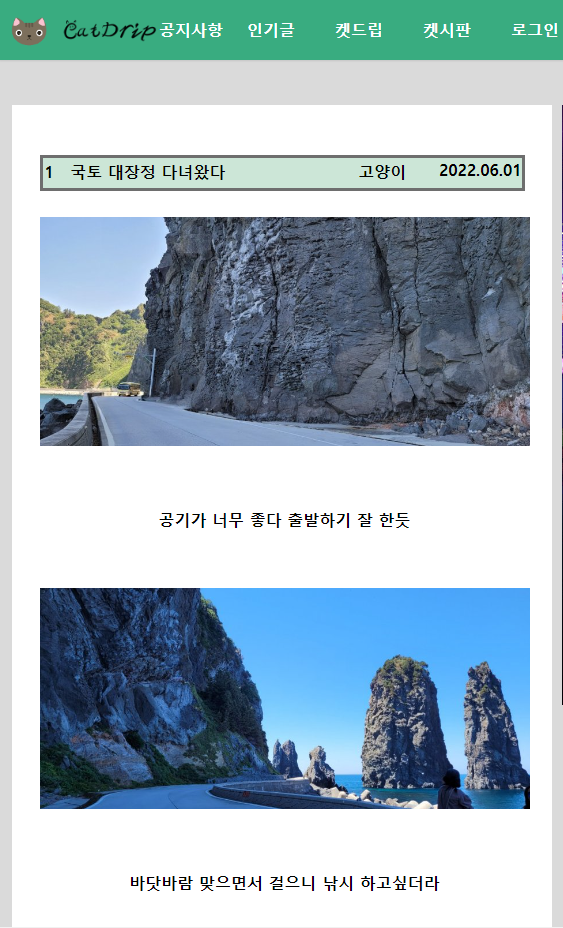 CatDrip 공지사항 인기글 켓드립 켓시판 로그인
1 국토 대장정 다녀왔다 고양이 2022.06.01
공기가 너무 좋다 출발하기 잘 한듯
바닷바람 맞으면서 걸으니 낚시 하고싶더라